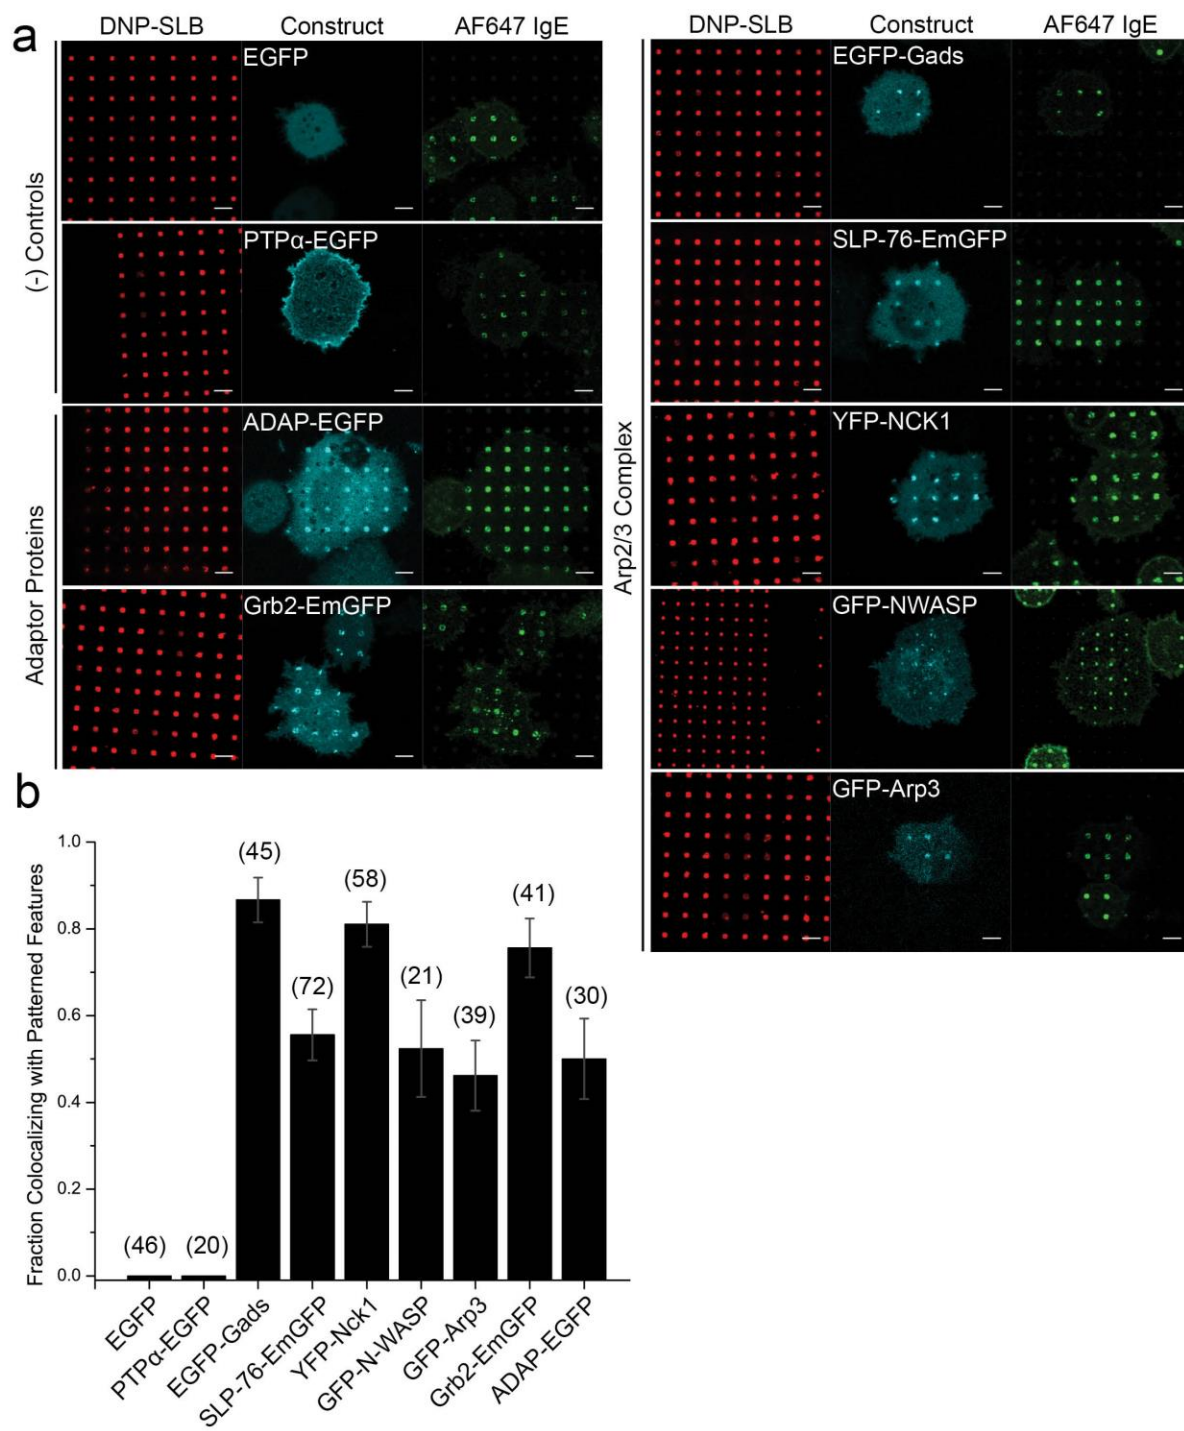 a
DNP-SLB Construct AF647 IgE
(-) Controls
EGFP
PTPα-EGFP
Adaptor Proteins
ADAP-EGFP
Grb2-EmGFP
DNP-SLB Construct AF647 IgE
Arp2/3 Complex
EGFP-Gads
SLP-76-EmGFP
YFP-NCK1
GFP-NWASP
GFP-Arp3
b
Fraction Colocalizing with Patterned Features
1.0
0.8
0.6
0.4
0.2
0.0
(46)
(20)
(45)
(72)
(58)
(21)
(39)
(41)
(30)
EGFP
PTPα-EGFP
EGFP-Gads
SLP-76-EmGFP
YFP-Nck1
GFP-N-WASP
GFP-Arp3
Grb2-EmGFP
ADAP-EGFP